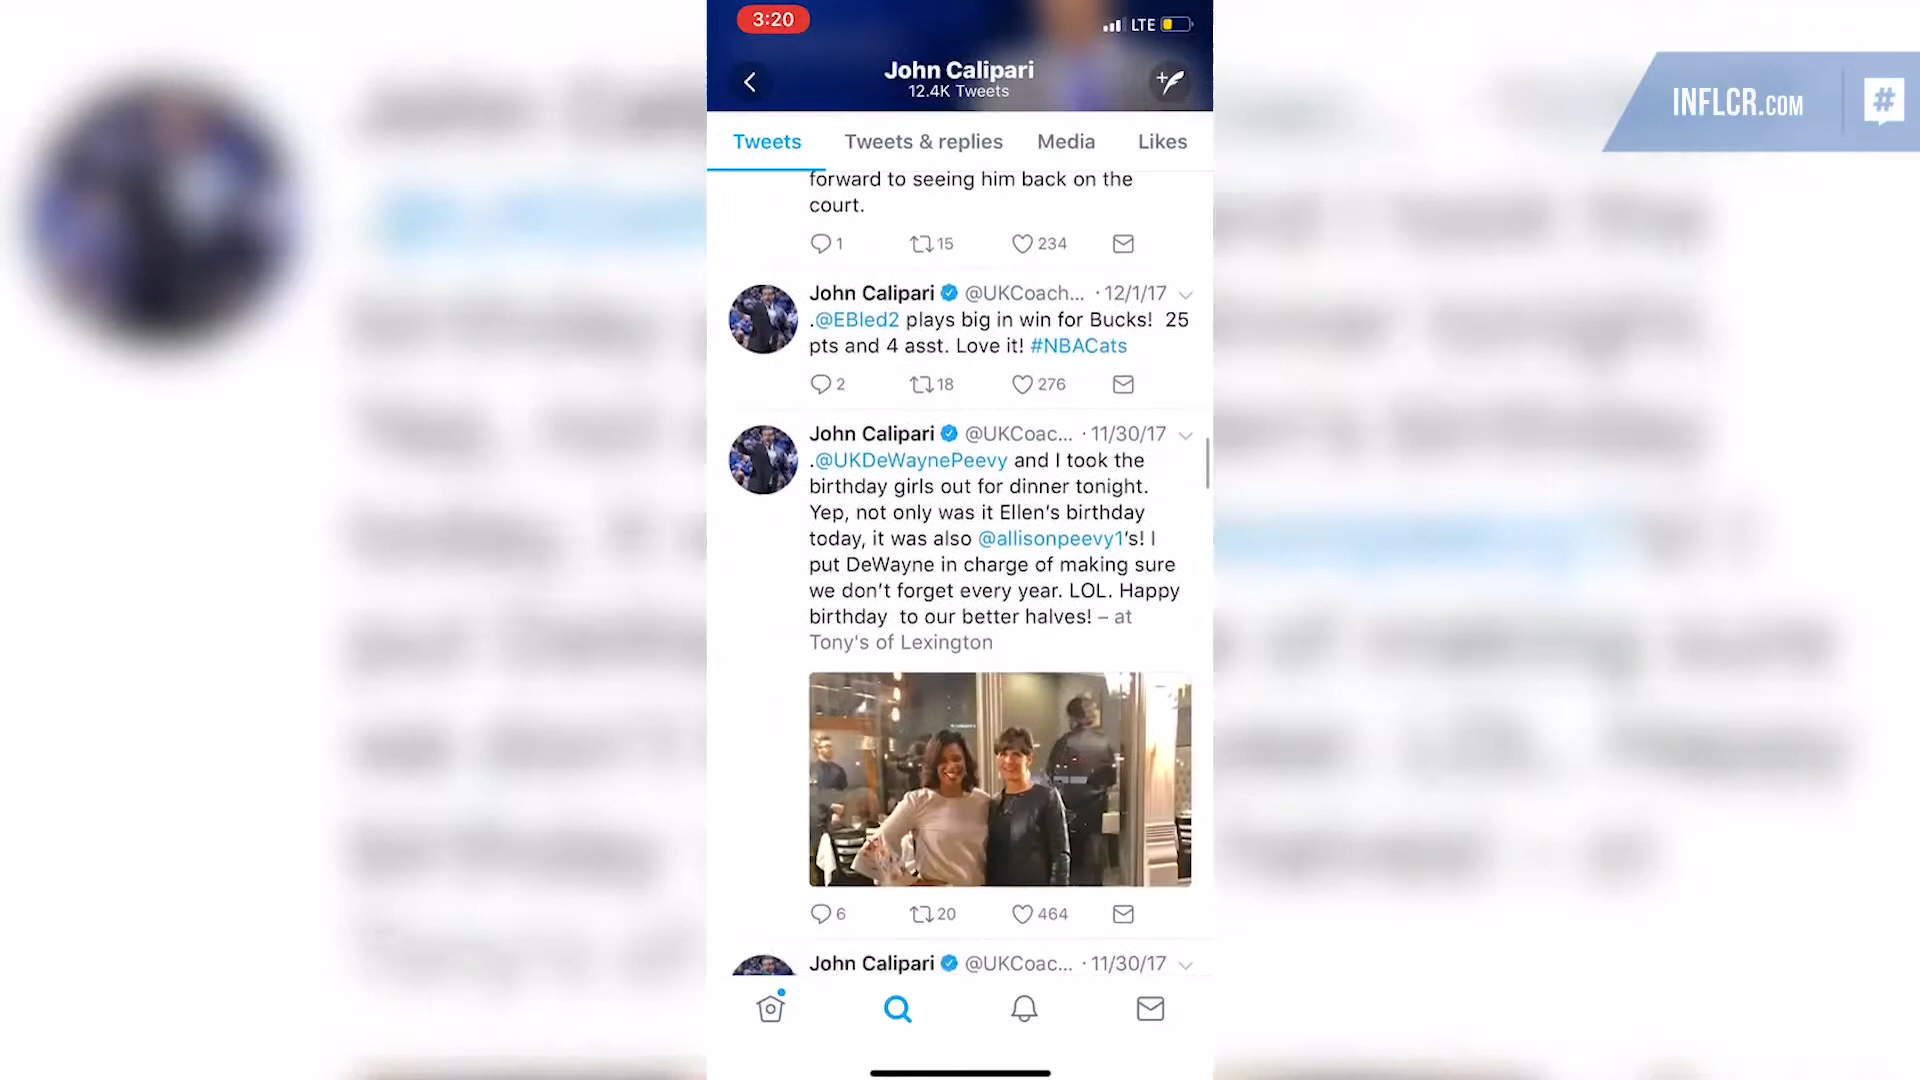 3:20
LTE
John Calipari
12.4K Tweets
INFLCR.COM
#
Tweets
Tweets & replies
Media
Likes
forward to seeing him back on the
court.
1
15
234
John Calipari @UKCoach... · 12/1/17
.@EBled2 plays big in win for Bucks! 25
pts and 4 asst. Love it! #NBACats
2
18
276
John Calipari @UKCoac... · 11/30/17
.@UKDeWaynePeevy and I took the
birthday girls out for dinner tonight.
Yep, not only was it Ellen’s birthday
today, it was also @allisonpeevy1’s! I
put DeWayne in charge of making sure
we don’t forget every year. LOL. Happy
birthday to our better halves! – at
Tony's of Lexington
6
20
464
John Calipari @UKCoac... · 11/30/17